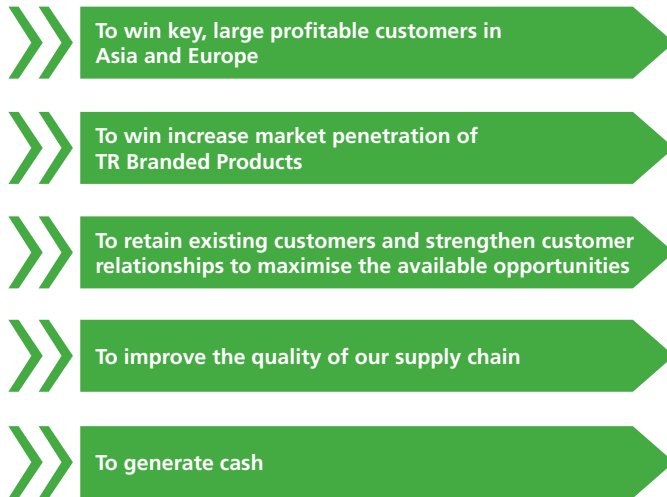 To win key, large profitable customers in
Asia and Europe
To win increase market penetration of
TR Branded Products
To retain existing customers and strengthen customer
relationships to maximise the available opportunities
To improve the quality of our supply chain
To generate cash